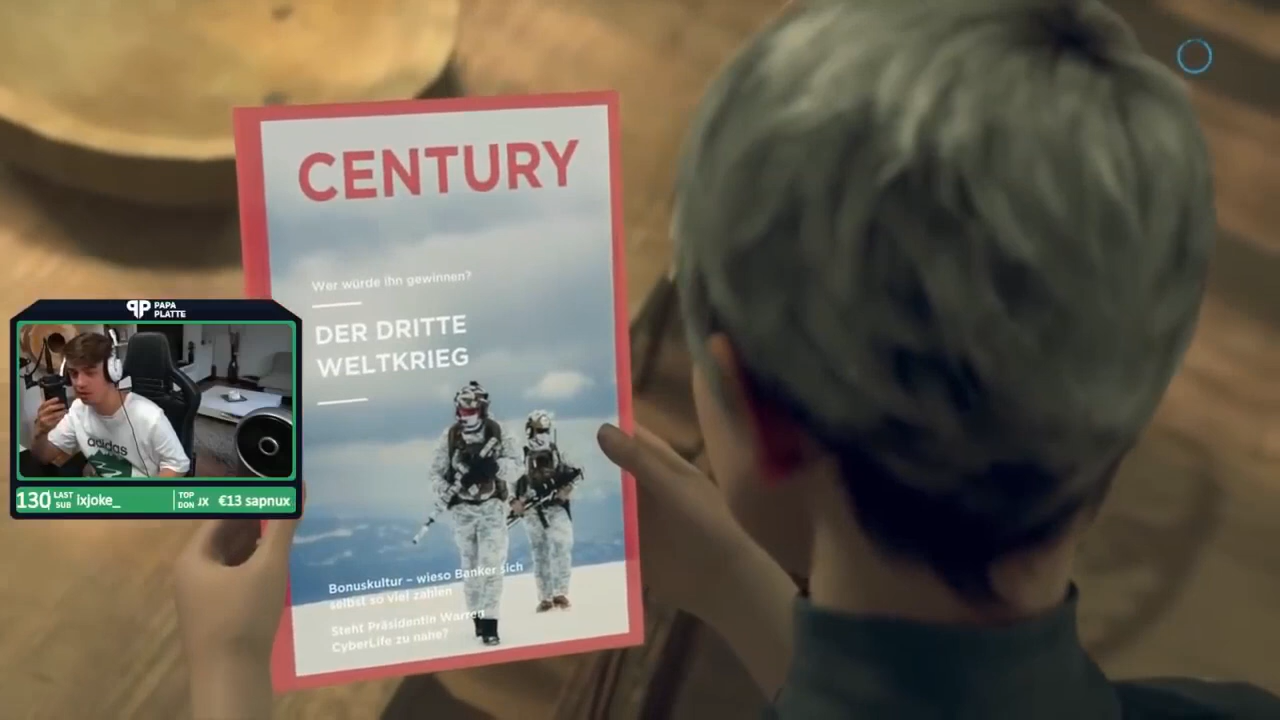 CENTURY
Wer würde ihn gewinnen?
DER DRITTE
WELTKRIEG
Bonuskultur – wieso Banker sich
selbst so viel zahlen
Steht Präsidentin Warren
CyberLife zu nahe?
PAPA
PLATTE
adidas
130 LAST SUB ixjoke_ TOP DON JX €13 sapnux